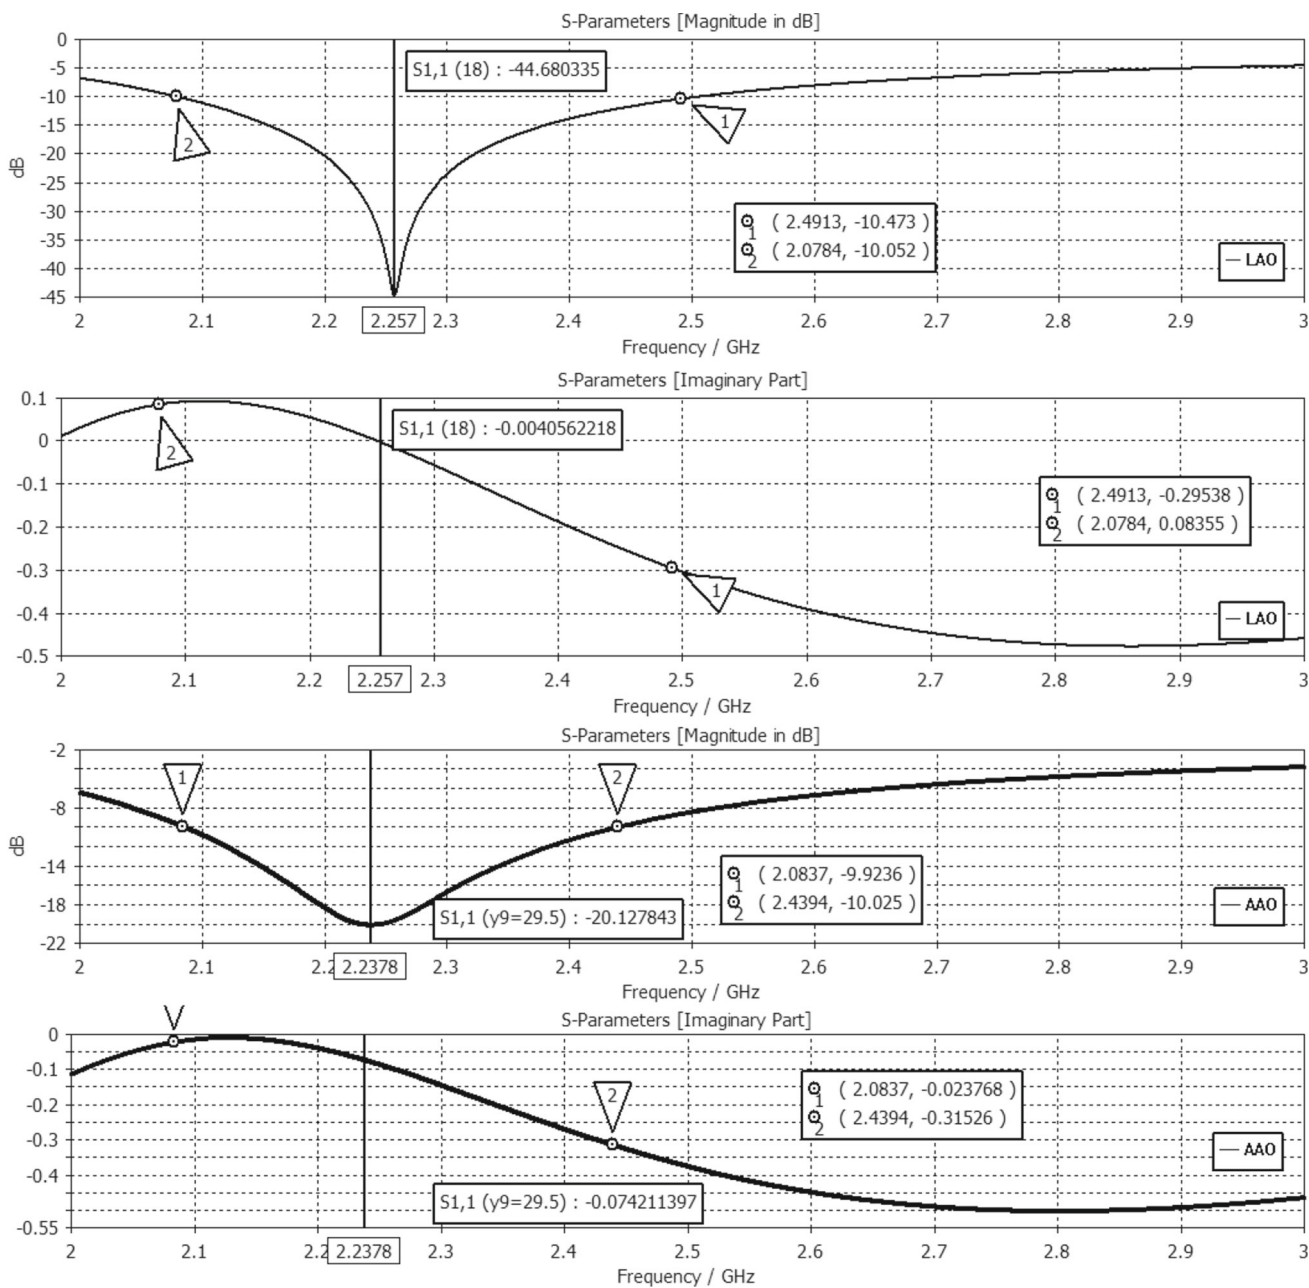 S-Parameters [Magnitude in dB]
0
-5
-10
-15
-20
-25
-30
-35
-40
-45
dB
S1,1 (18) : -44.680335
2
1
1 ( 2.4913, -10.473 )
2 ( 2.0784, -10.052 )
LAO
2 2.1 2.2 2.257 2.3 2.4 2.5 2.6 2.7 2.8 2.9 3
Frequency / GHz
S-Parameters [Imaginary Part]
0.1
0
-0.1
-0.2
-0.3
-0.4
-0.5
S1,1 (18) : -0.0040562218
2
1
1 ( 2.4913, -0.29538 )
2 ( 2.0784, 0.08355 )
LAO
2 2.1 2.2 2.257 2.3 2.4 2.5 2.6 2.7 2.8 2.9 3
Frequency / GHz
S-Parameters [Magnitude in dB]
-2
-8
-14
-18
-22
dB
1
2
1 ( 2.0837, -9.9236 )
2 ( 2.4394, -10.025 )
S1,1 (y9=29.5) : -20.127843
AAO
2 2.1 2.2 2.2378 2.3 2.4 2.5 2.6 2.7 2.8 2.9 3
Frequency / GHz
S-Parameters [Imaginary Part]
0
-0.1
-0.2
-0.3
-0.4
-0.55
2
1 ( 2.0837, -0.023768 )
2 ( 2.4394, -0.31526 )
S1,1 (y9=29.5) : -0.074211397
AAO
2 2.1 2.2 2.2378 2.3 2.4 2.5 2.6 2.7 2.8 2.9 3
Frequency / GHz